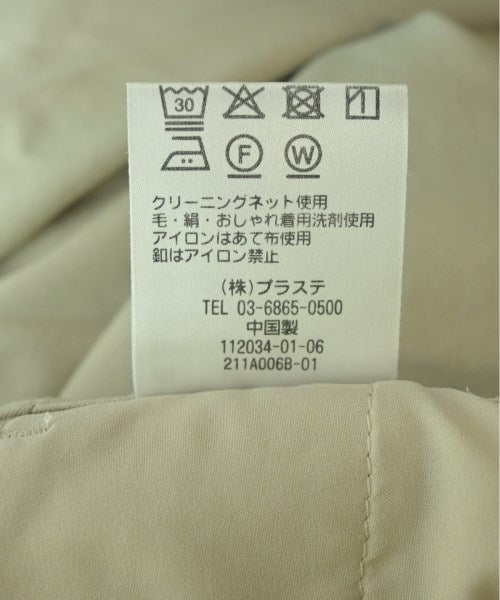 30
F W
クリーニングネット使用
毛・絹・おしゃれ着用洗剤使用
アイロンはあて布使用
釦はアイロン禁止
(株)プラステ
TEL 03-6865-0500
中国製
112034-01-06
211A006B-01